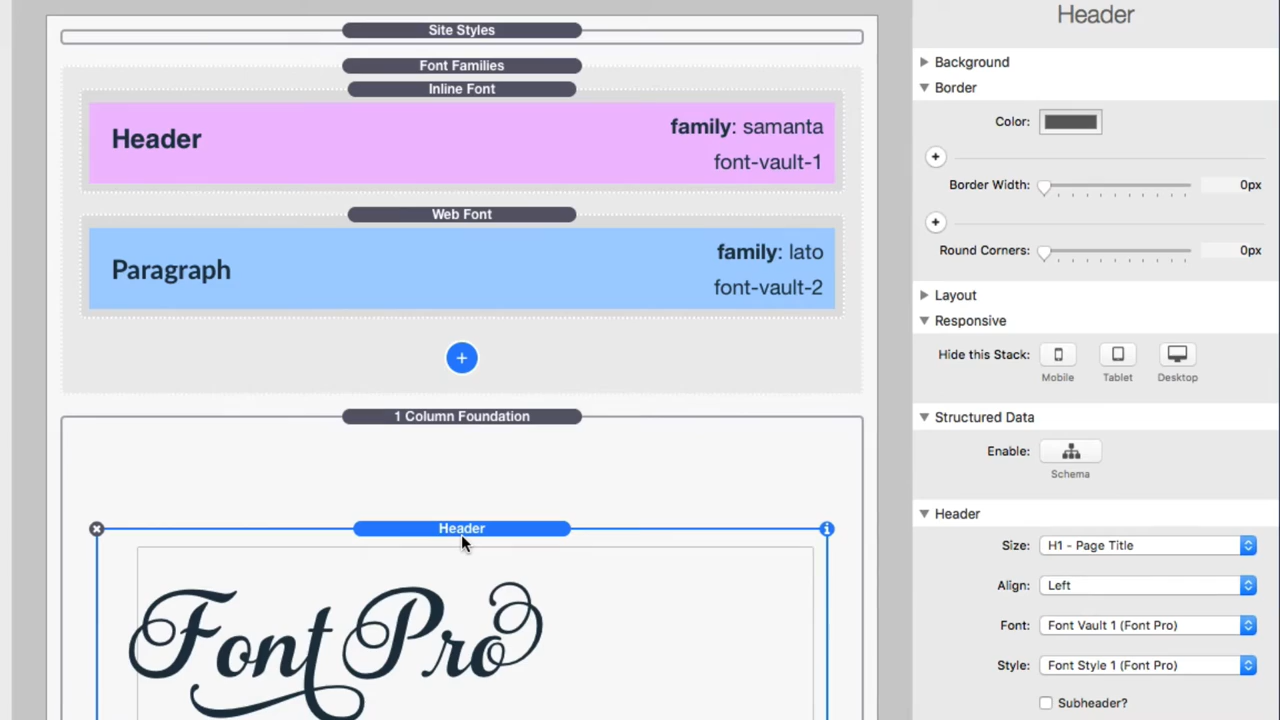 Site Styles
Font Families
Inline Font
Header
family: samanta
font-vault-1
Web Font
Paragraph
family: lato
font-vault-2
+
1 Column Foundation
Header
Font Pro
Header
Background
Border
Color:
+
Border Width:
0px
+
Round Corners:
0px
Layout
Responsive
Hide this Stack:
Mobile
Tablet
Desktop
Structured Data
Enable:
Schema
Header
Size:
H1 - Page Title
Align:
Left
Font:
Font Vault 1 (Font Pro)
Style:
Font Style 1 (Font Pro)
Subheader?